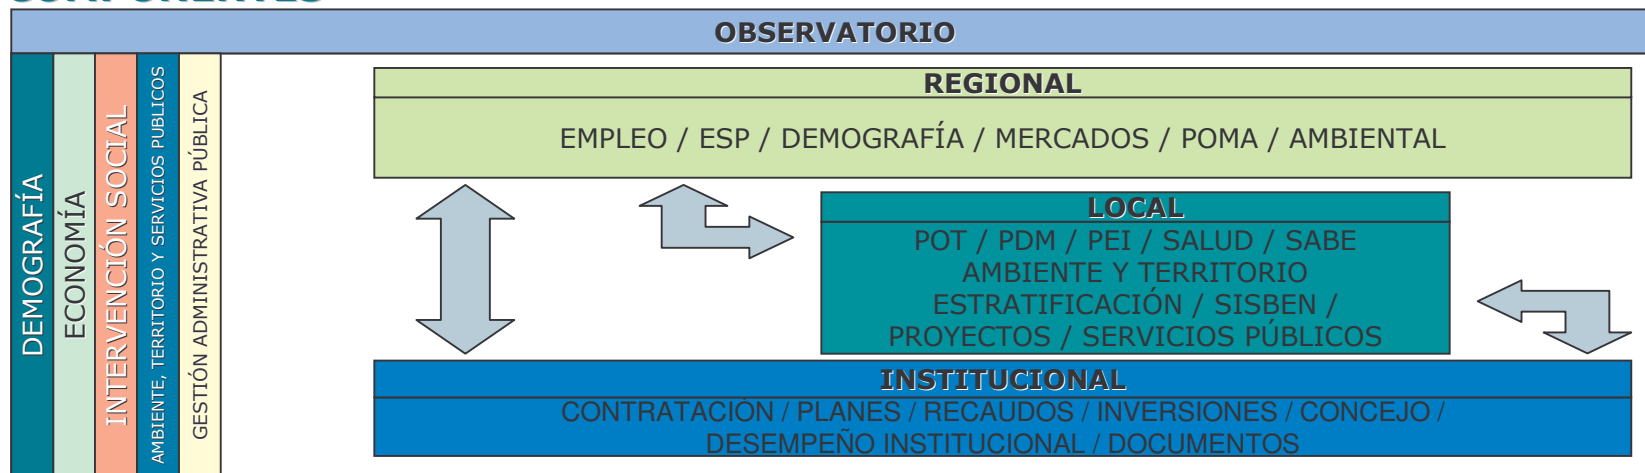 COMPONENTES
OBSERVATORIO
DEMOGRAFÍA
ECONOMÍA
INTERVENCIÓN SOCIAL
AMBIENTE, TERRITORIO Y SERVICIOS PUBLICOS
GESTIÓN ADMINISTRATIVA PÚBLICA
REGIONAL
EMPLEO / ESP / DEMOGRAFÍA / MERCADOS / POMA / AMBIENTAL
LOCAL
POT / PDM / PEI / SALUD / SABE
AMBIENTE Y TERRITORIO
ESTRATIFICACIÓN / SISBEN /
PROYECTOS / SERVICIOS PÚBLICOS
INSTITUCIONAL
CONTRATACIÓN / PLANES / RECAUDOS / INVERSIONES / CONCEJO /
DESEMPEÑO INSTITUCIONAL / DOCUMENTOS